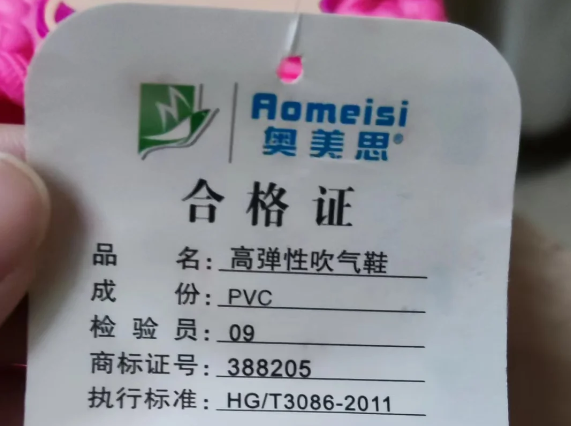 Aomeisi
奥美思®
合格证
品名：高弹性吹气鞋
成份：PVC
检验员：09
商标证号：388205
执行标准：HG/T3086-2011